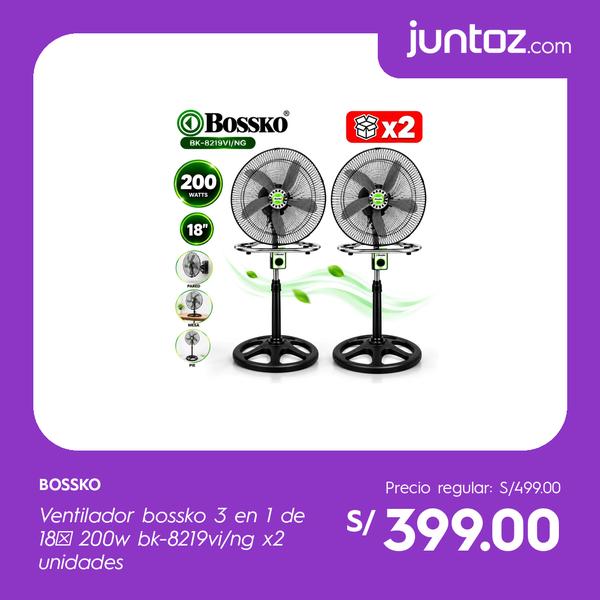 juntoz.com
BOSSKO®
BK-8219VI/NG
x2
200
WATTS
18"
PARED
MESA
PIE
BOSSKO
Ventilador bossko 3 en 1 de
18 200w bk-8219vi/ng x2
unidades
Precio regular: S/499.00
S/ 399.00